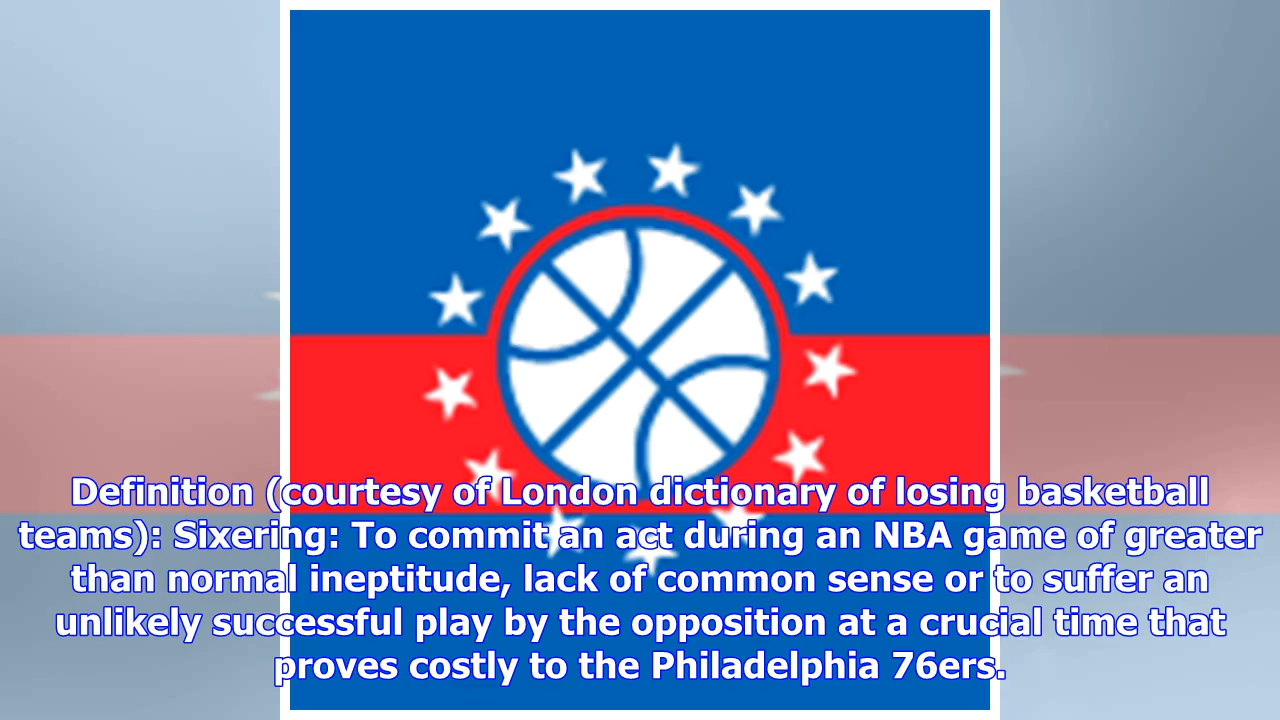 Definition (courtesy of London dictionary of losing basketball
teams): Sixering: To commit an act during an NBA game of greater
than normal ineptitude, lack of common sense or to suffer an
unlikely successful play by the opposition at a crucial time that
proves costly to the Philadelphia 76ers.